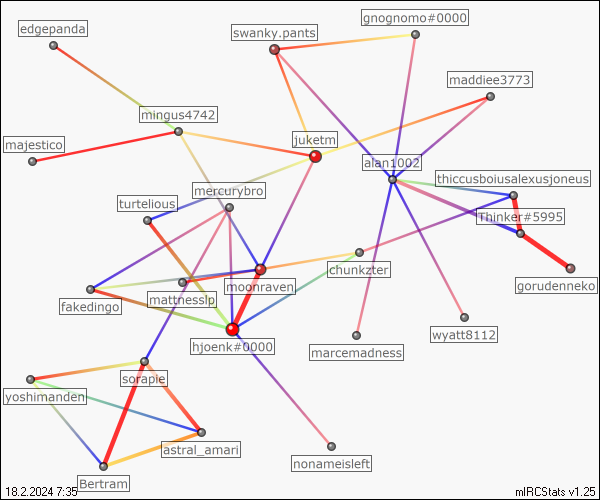 gnognomo#0000
edgepanda
swanky.pants
maddiee3773
mingus4742
majestico
juketm
alan1002
thiccusboiusalexusjoneus
mercurybro
turtelious
Thinker#5995
chunkzter
gorudenneko
moonraven
mattnesslp
fakedingo
wyatt8112
hjoenk#0000
marcemadness
sorapie
yoshimanden
astral_amari
nonameisleft
Bertram
18.2.2024 7:35
mIRCStats v1.25